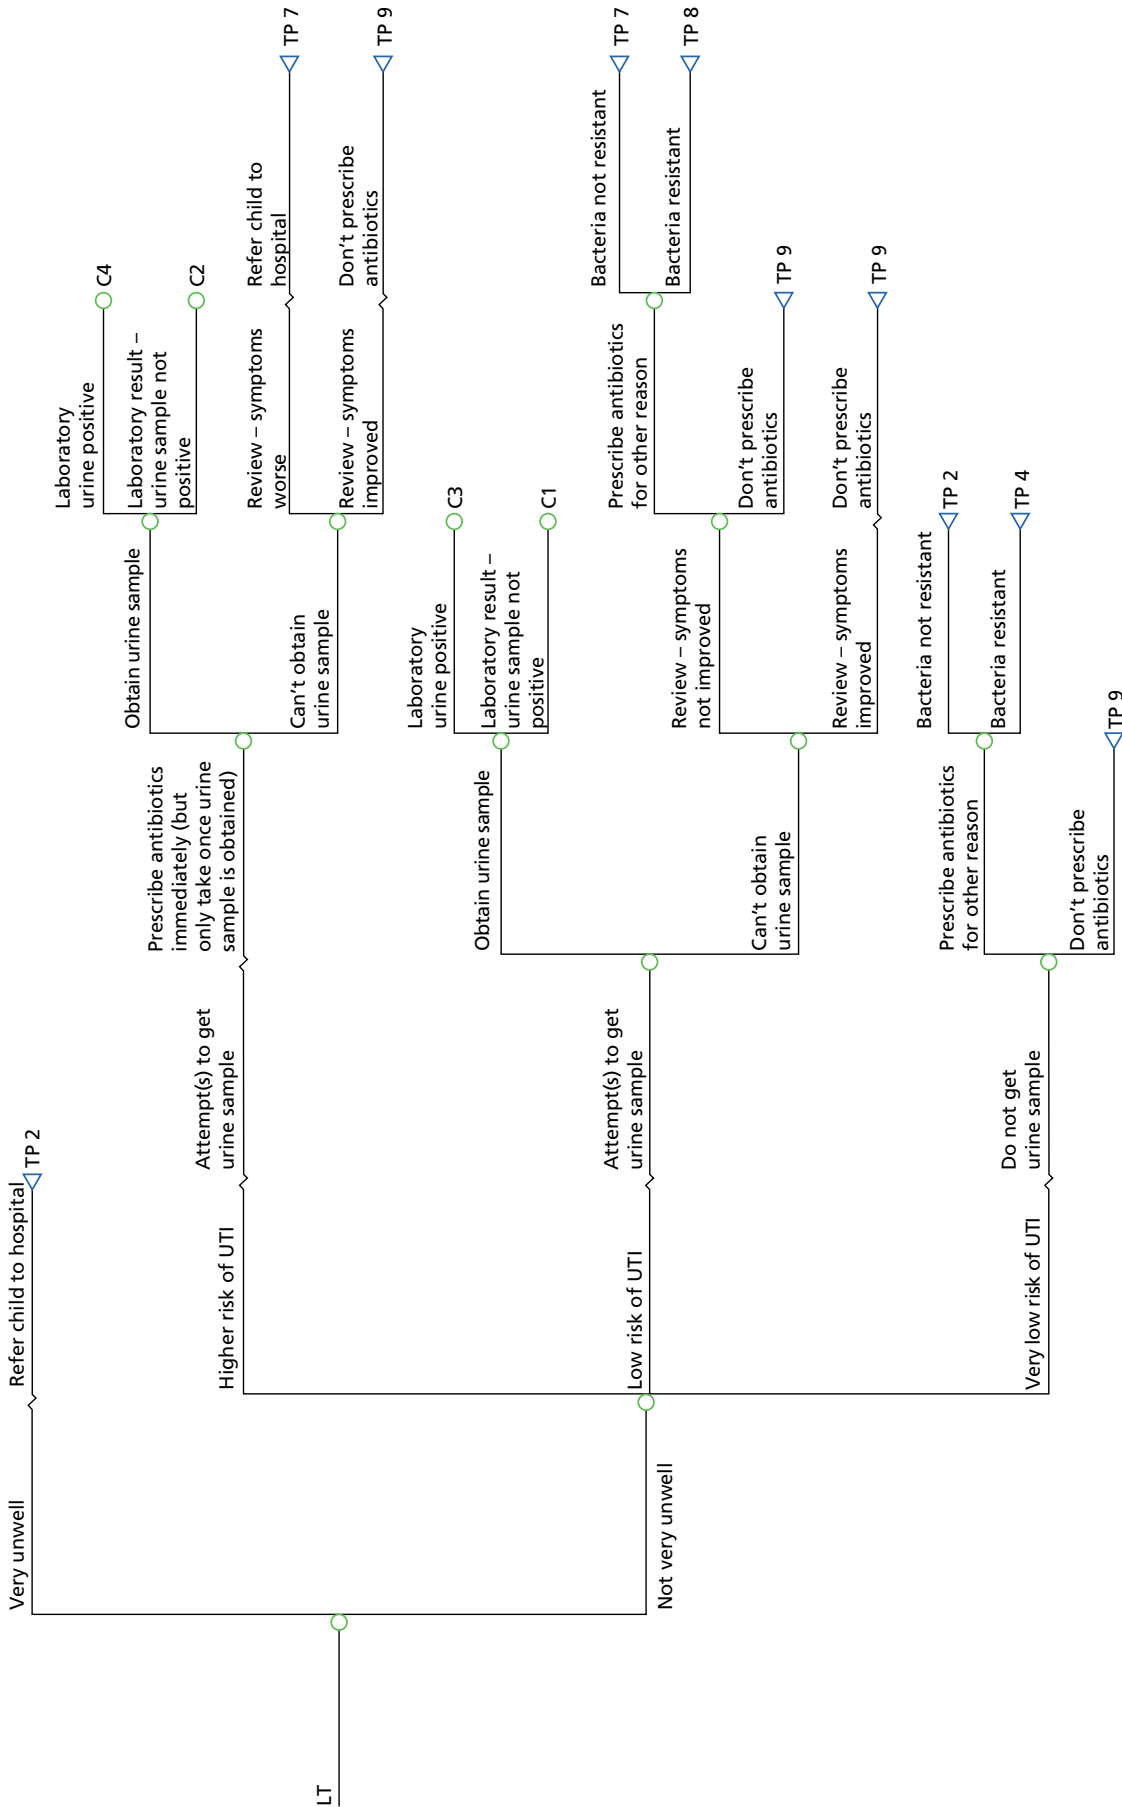 LT
Very unwell
Refer child to hospital
TP 2
Not very unwell
Higher risk of UTI
Attempt(s) to get
urine sample
Prescribe antibiotics
immediately (but
only take once urine
sample is obtained)
Obtain urine sample
Laboratory
urine positive
C4
Laboratory result –
urine sample not
positive
C2
Can't obtain
urine sample
Review – symptoms
worse
Refer child to
hospital
TP 7
Review – symptoms
improved
Don't prescribe
antibiotics
TP 9
Low risk of UTI
Attempt(s) to get
urine sample
Obtain urine sample
Laboratory
urine positive
C3
Laboratory result –
urine sample not
positive
C1
Can't obtain
urine sample
Review – symptoms
not improved
Prescribe antibiotics
for other reason
Bacteria not resistant
TP 7
Bacteria resistant
TP 8
Don't prescribe
antibiotics
TP 9
Review – symptoms
improved
Don't prescribe
antibiotics
TP 9
Very low risk of UTI
Do not get
urine sample
Prescribe antibiotics
for other reason
Bacteria not resistant
TP 2
Bacteria resistant
TP 4
Don't prescribe
antibiotics
TP 9